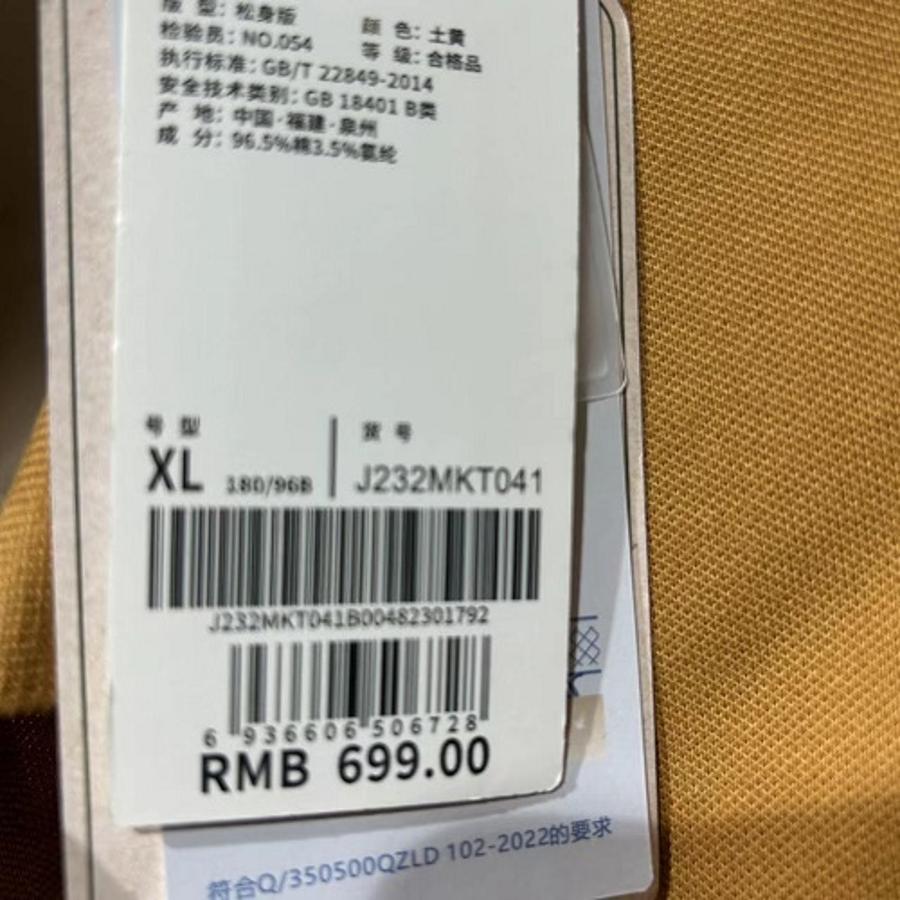 版 型：松身版 颜 色：土黄
检验员：NO.054 等 级：合格品
执行标准：GB/T 22849-2014
安全技术类别：GB 18401 B类
产 地：中国·福建·泉州
成 分：96.5%棉3.5%氨纶
号 型 货 号
XL 180/96B J232MKT041
J232MKT041B00482301792
6 936606 506728
RMB 699.00
符合Q/350500QZLD 102-2022的要求